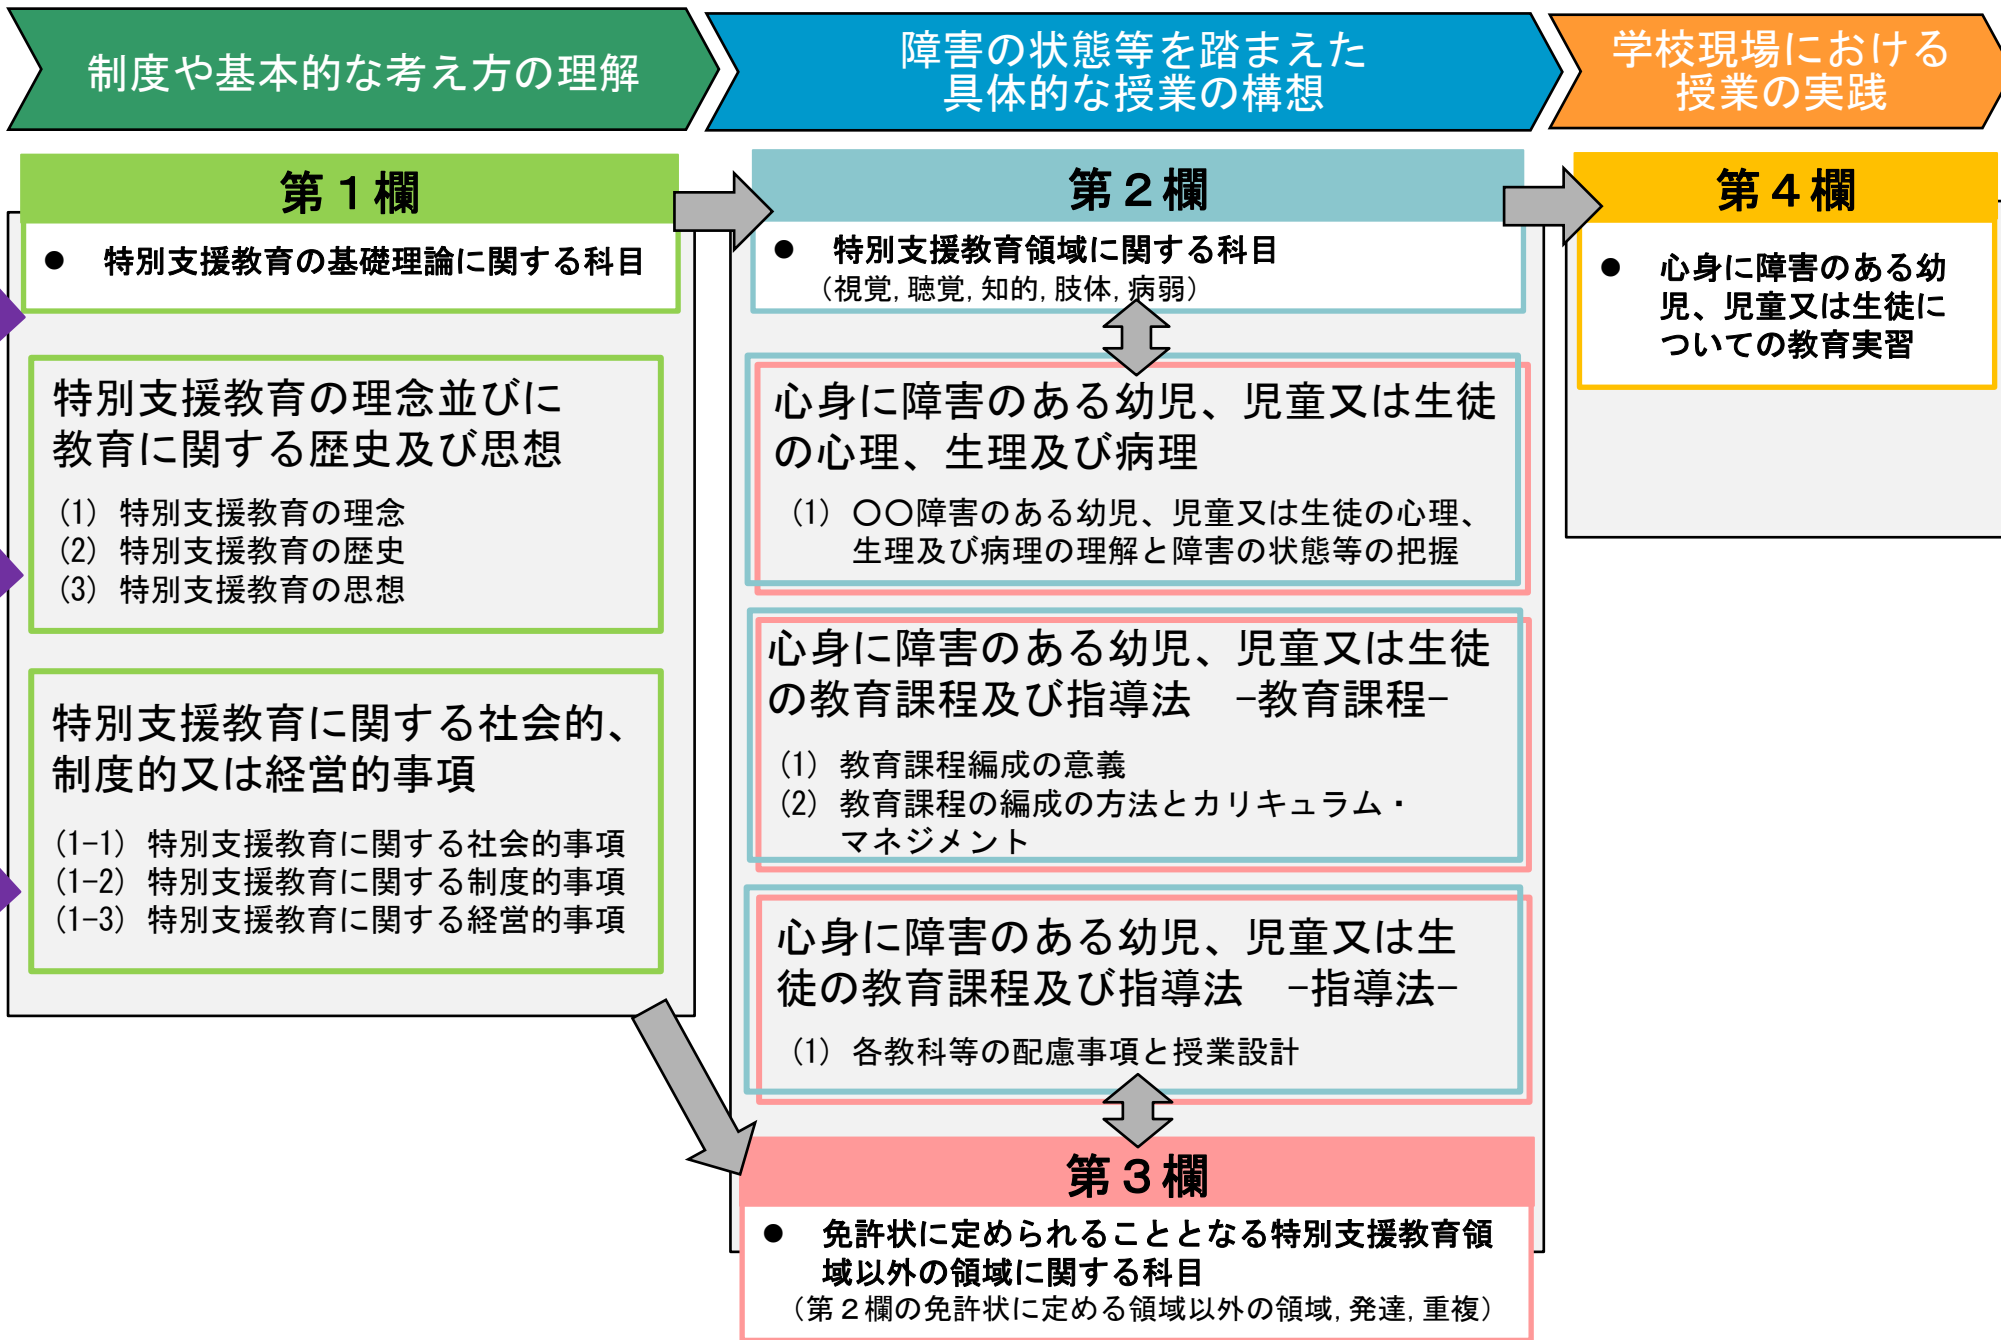 制度や基本的な考え方の理解
障害の状態等を踏まえた
具体的な授業の構想
学校現場における
授業の実践
第１欄
● 特別支援教育の基礎理論に関する科目
特別支援教育の理念並びに
教育に関する歴史及び思想
(1) 特別支援教育の理念
(2) 特別支援教育の歴史
(3) 特別支援教育の思想
特別支援教育に関する社会的、
制度的又は経営的事項
(1-1) 特別支援教育に関する社会的事項
(1-2) 特別支援教育に関する制度的事項
(1-3) 特別支援教育に関する経営的事項
第２欄
● 特別支援教育領域に関する科目
（視覚,聴覚,知的,肢体,病弱）
心身に障害のある幼児、児童又は生徒
の心理、生理及び病理
(1) 〇〇障害のある幼児、児童又は生徒の心理、
生理及び病理の理解と障害の状態等の把握
心身に障害のある幼児、児童又は生徒
の教育課程及び指導法　-教育課程-
(1) 教育課程編成の意義
(2) 教育課程の編成の方法とカリキュラム・
マネジメント
心身に障害のある幼児、児童又は生
徒の教育課程及び指導法　-指導法-
(1) 各教科等の配慮事項と授業設計
第３欄
● 免許状に定められることとなる特別支援教育領
域以外の領域に関する科目
（第２欄の免許状に定める領域以外の領域,発達,重複）
第４欄
● 心身に障害のある幼
児、児童又は生徒に
ついての教育実習